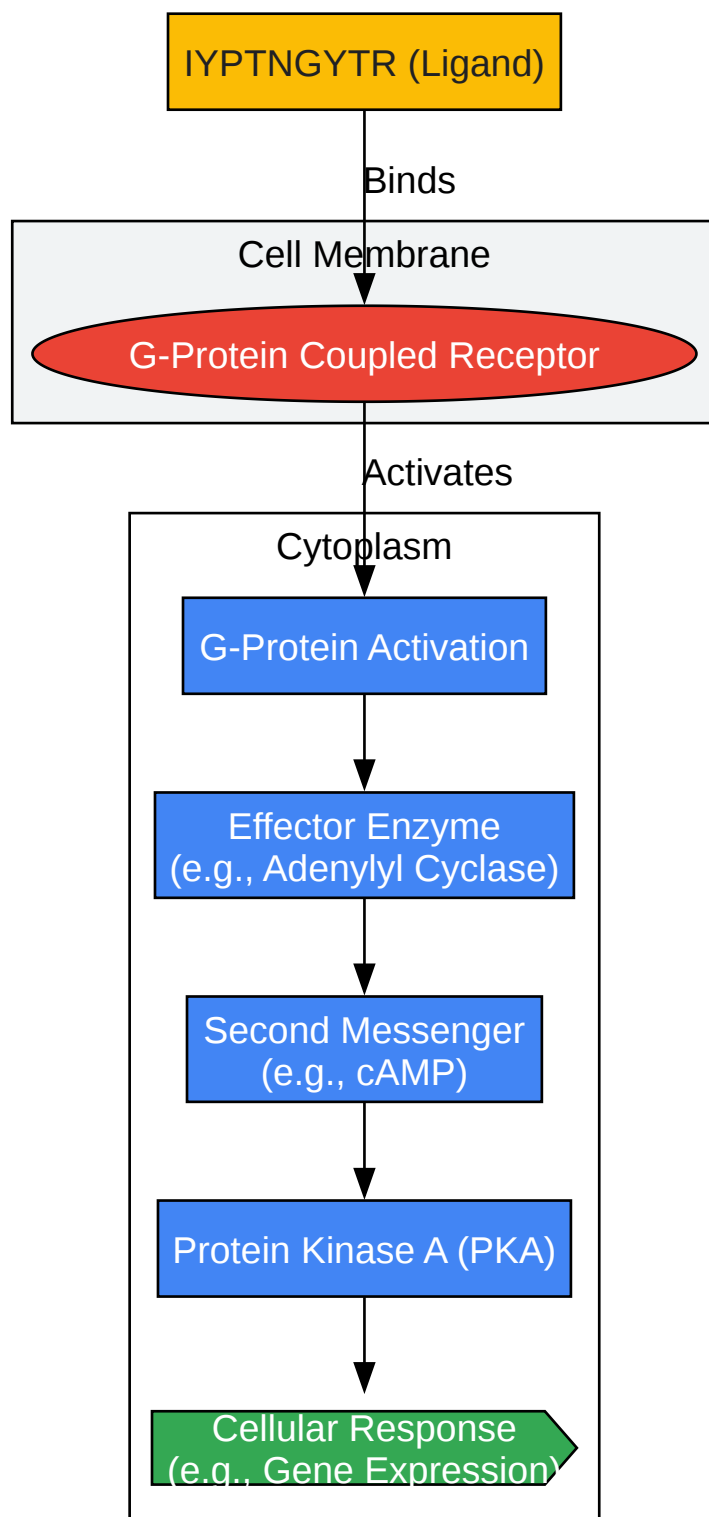 IYPTNGYTR (Ligand)
Binds
Cell Membrane
G-Protein Coupled Receptor
Activates
Cytoplasm
G-Protein Activation
Effector Enzyme
(e.g., Adenylyl Cyclase)
Second Messenger
(e.g., cAMP)
Protein Kinase A (PKA)
Cellular Response
(e.g., Gene Expression)